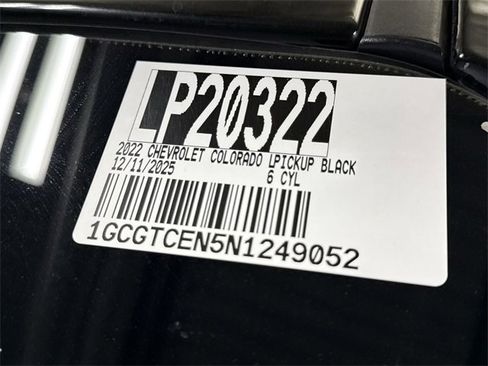 LP20322
2022 CHEVROLET COLORADO LPICKUP BLACK
12/11/2025 6 CYL
1GCGTCEN5N1249052